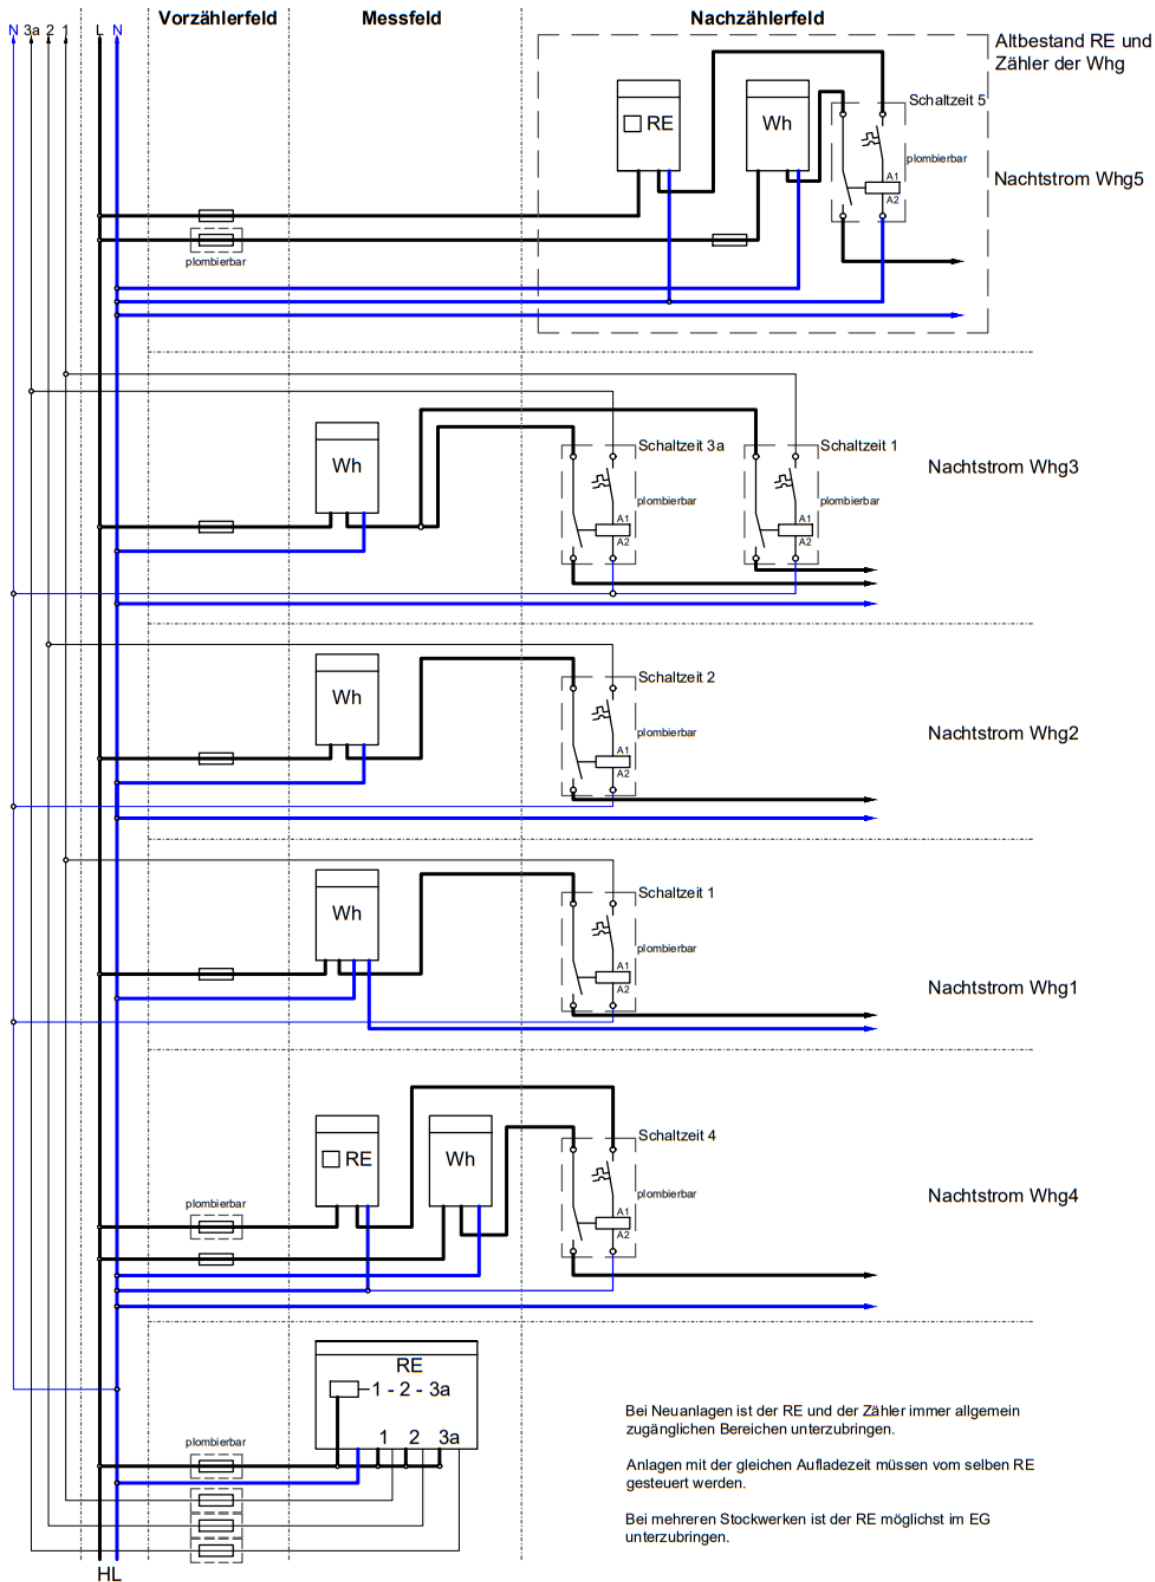 Vorzählerfeld Messfeld Nachzählerfeld
N 3a 2 1 L N
Altbestand RE und
Zähler der Whg
RE
Wh
Schaltzeit 5
plombierbar
A1
A2
Nachtstrom Whg5
plombierbar
Wh
Schaltzeit 3a
plombierbar
A1
A2
Schaltzeit 1
plombierbar
A1
A2
Nachtstrom Whg3
Wh
Schaltzeit 2
plombierbar
A1
A2
Nachtstrom Whg2
Wh
Schaltzeit 1
plombierbar
A1
A2
Nachtstrom Whg1
RE
Wh
Schaltzeit 4
plombierbar
A1
A2
Nachtstrom Whg4
plombierbar
RE
1 - 2 - 3a
1 2 3a
plombierbar
Bei Neuanlagen ist der RE und der Zähler immer allgemein
zugänglichen Bereichen unterzubringen.
Anlagen mit der gleichen Aufladezeit müssen vom selben RE
gesteuert werden.
Bei mehreren Stockwerken ist der RE möglichst im EG
unterzubringen.
HL